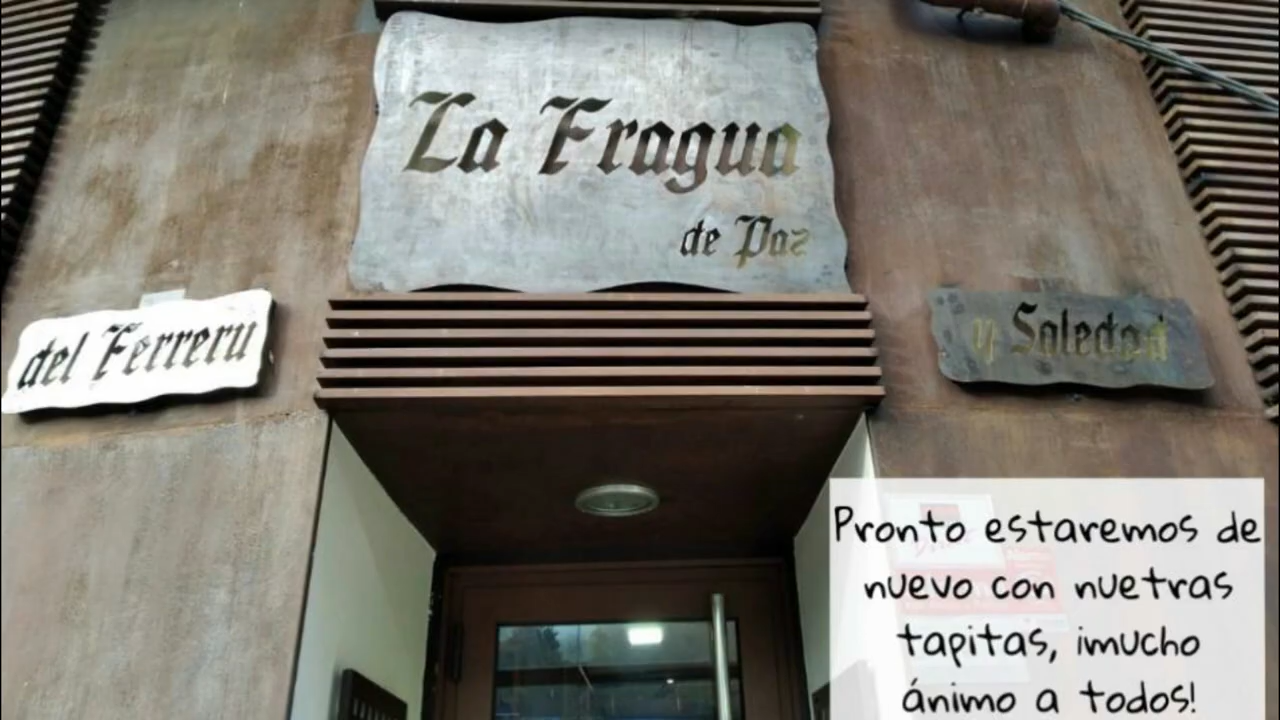 La Fragua
de Paz
del Ferreru
y Soledad
Pronto estaremos de
nuevo con nuetras
tapitas, ¡mucho
ánimo a todos!